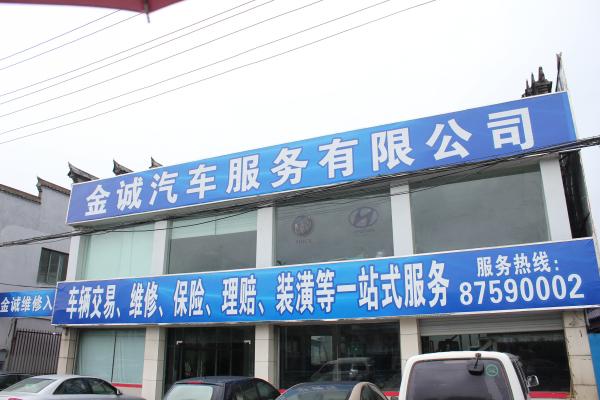 金诚汽车服务有限公司
车辆交易、维修、保险、理赔、装潢等一站式服务
服务热线:
87590002
金诚维修入